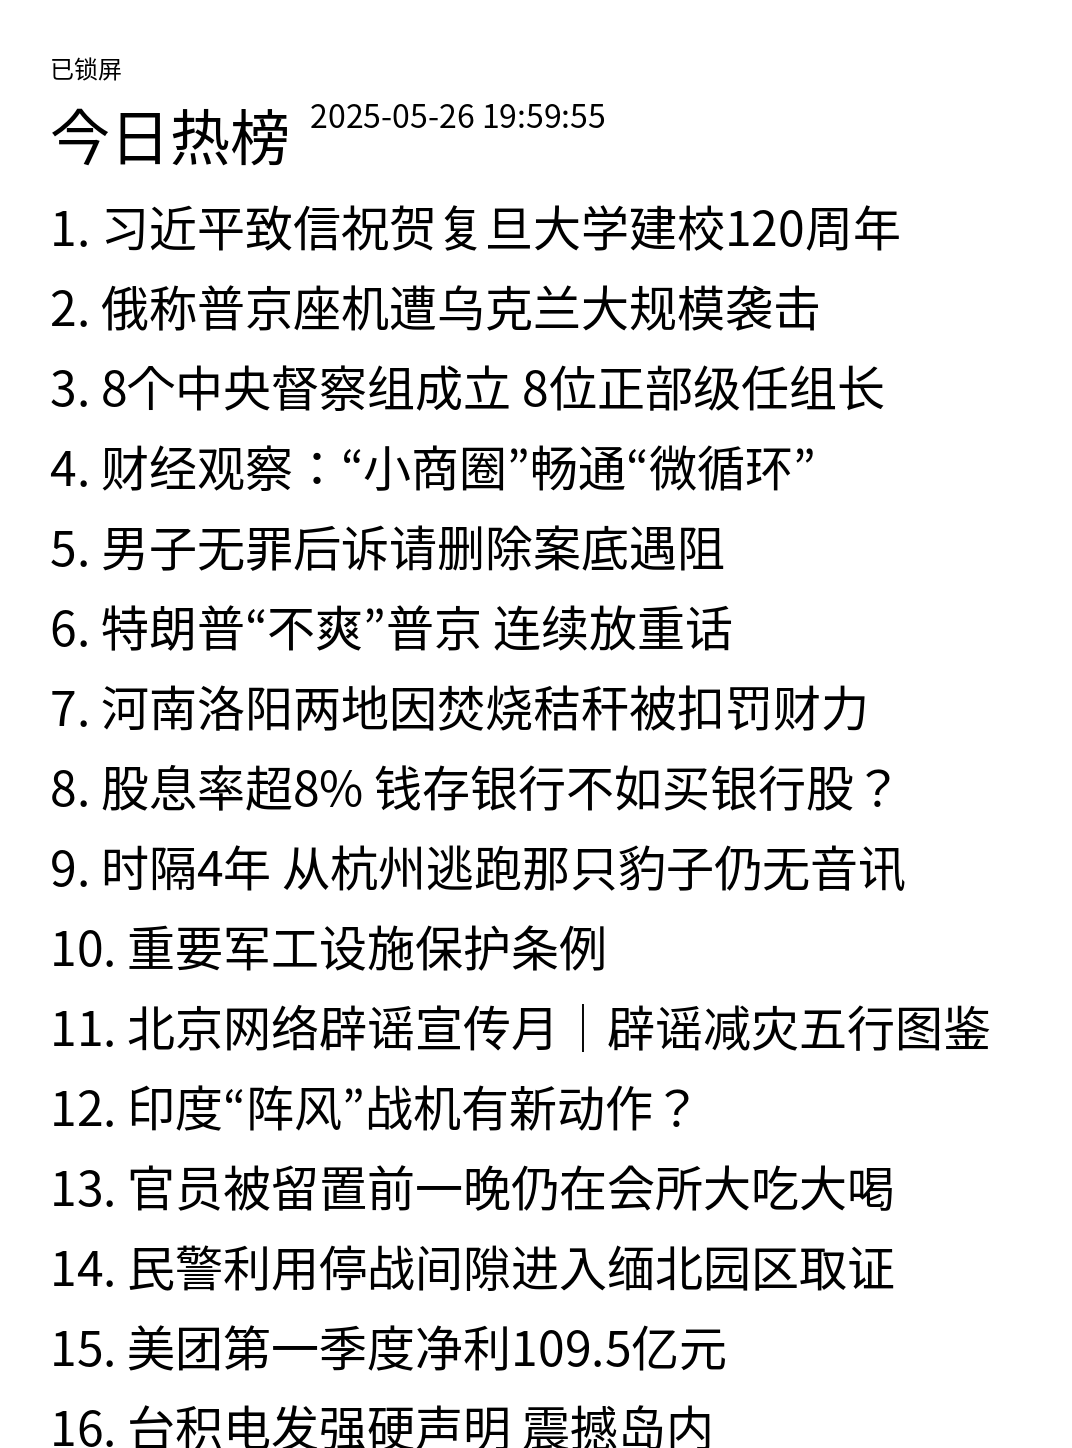 已锁屏
今日热榜 2025-05-26 19:59:55
1. 习近平致信祝贺复旦大学建校120周年
2. 俄称普京座机遭乌克兰大规模袭击
3. 8个中央督察组成立 8位正部级任组长
4. 财经观察：“小商圈”畅通“微循环”
5. 男子无罪后诉请删除案底遇阻
6. 特朗普“不爽”普京 连续放重话
7. 河南洛阳两地因焚烧秸秆被扣罚财力
8. 股息率超8% 钱存银行不如买银行股？
9. 时隔4年 从杭州逃跑那只豹子仍无音讯
10. 重要军工设施保护条例
11. 北京网络辟谣宣传月｜辟谣减灾五行图鉴
12. 印度“阵风”战机有新动作？
13. 官员被留置前一晚仍在会所大吃大喝
14. 民警利用停战间隙进入缅北园区取证
15. 美团第一季度净利109.5亿元
16. 台积电发强硬声明 震撼岛内